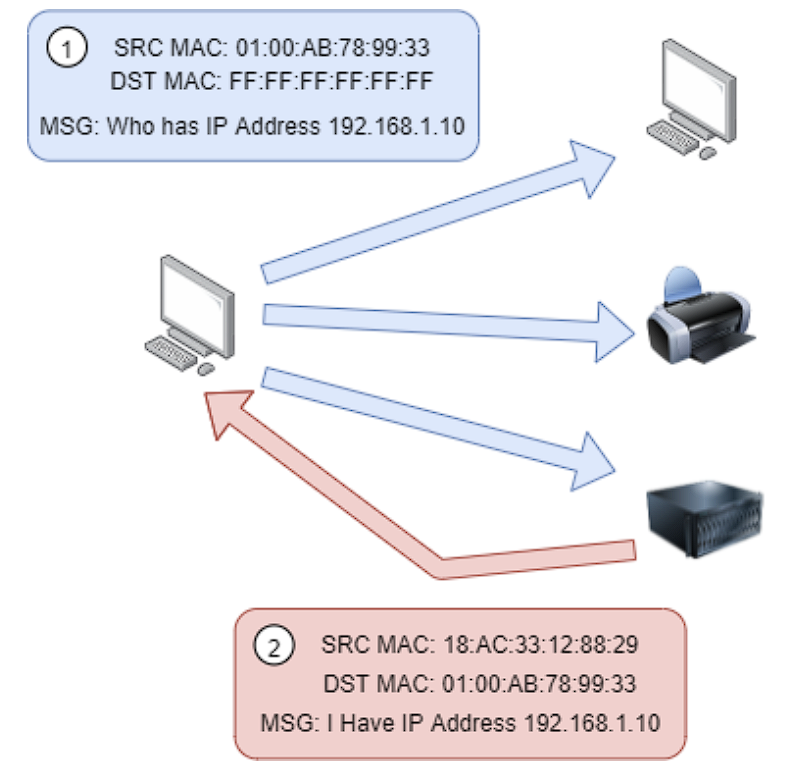 1
SRC MAC: 01:00:AB:78:99:33
DST MAC: FF:FF:FF:FF:FF:FF
MSG: Who has IP Address 192.168.1.10
2
SRC MAC: 18:AC:33:12:88:29
DST MAC: 01:00:AB:78:99:33
MSG: I Have IP Address 192.168.1.10